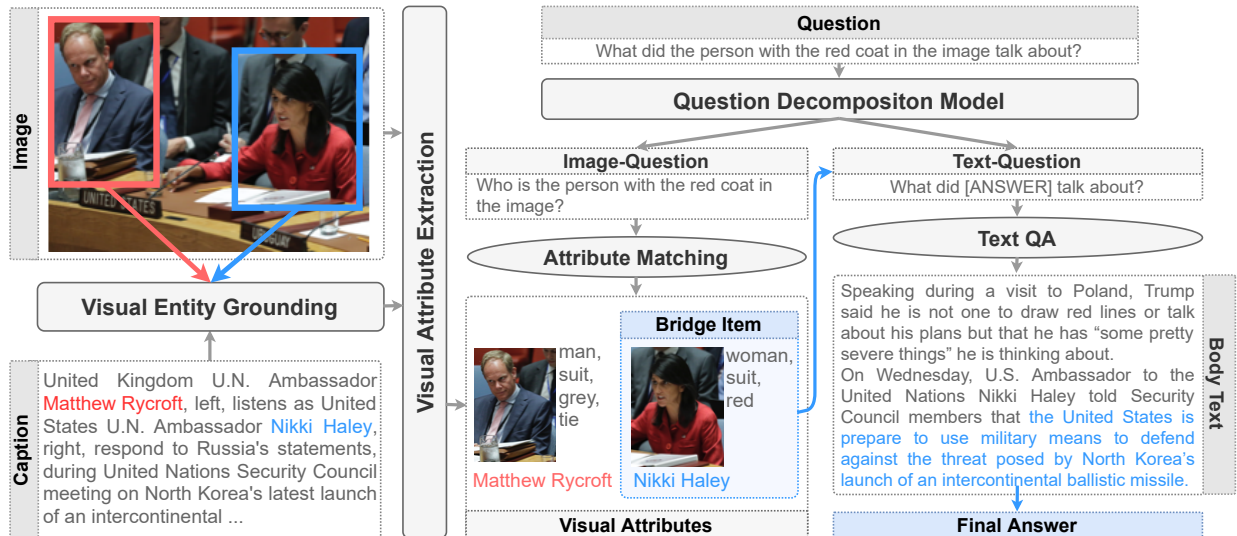 Image
UNITED STATES
URUGUAY
Visual Entity Grounding
Caption
United Kingdom U.N. Ambassador
Matthew Rycroft, left, listens as United
States U.N. Ambassador Nikki Haley,
right, respond to Russia's statements,
during United Nations Security Council
meeting on North Korea's latest launch
of an intercontinental ...
Visual Attribute Extraction
Question
What did the person with the red coat in the image talk about?
Question Decompositon Model
Image-Question
Who is the person with the red coat in
the image?
Attribute Matching
man,
suit,
grey,
tie
Matthew Rycroft
Bridge Item
woman,
suit,
red
Nikki Haley
Visual Attributes
Text-Question
What did [ANSWER] talk about?
Text QA
Speaking during a visit to Poland, Trump
said he is not one to draw red lines or talk
about his plans but that he has “some pretty
severe things” he is thinking about.
On Wednesday, U.S. Ambassador to the
United Nations Nikki Haley told Security
Council members that the United States is
prepare to use military means to defend
against the threat posed by North Korea’s
launch of an intercontinental ballistic missile.
Body Text
Final Answer